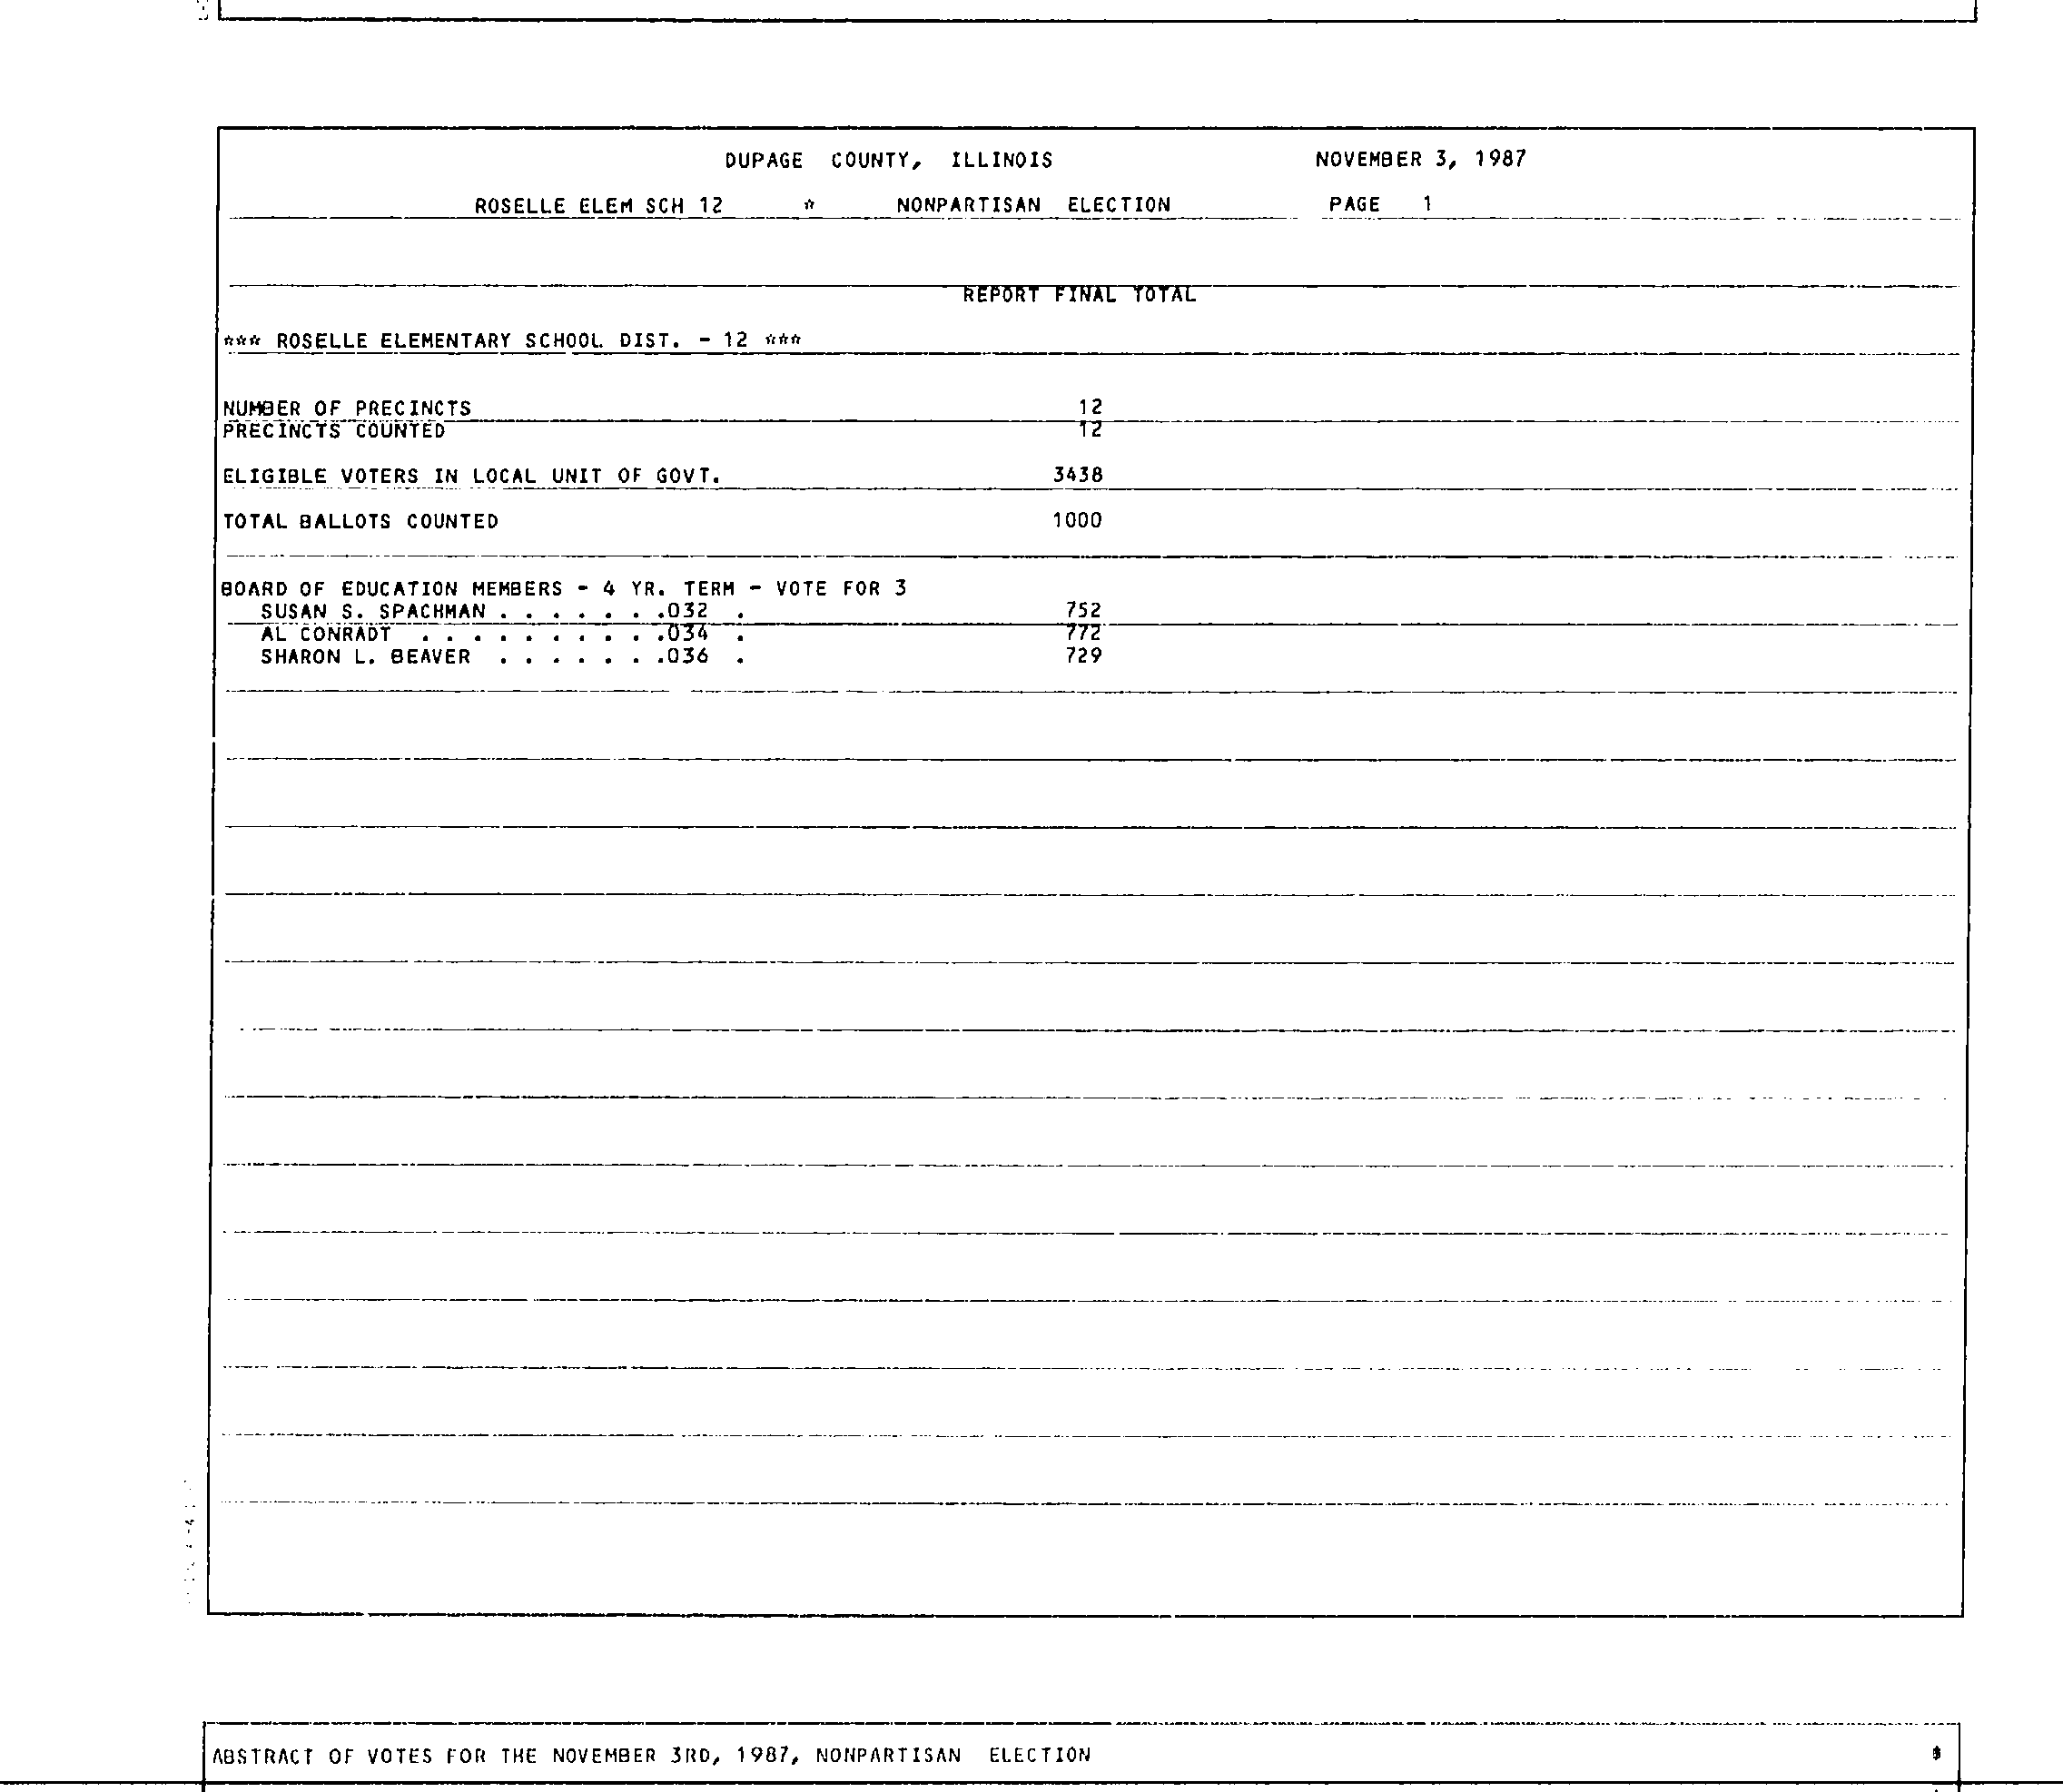 DUPAGE COUNTY, ILLINOIS NOVEMBER 3, 1987
ROSELLE ELEM SCH 12 * NONPARTISAN ELECTION PAGE 1
REPORT FINAL TOTAL
*** ROSELLE ELEMENTARY SCHOOL DIST. - 12 ***
NUMBER OF PRECINCTS 12
PRECINCTS COUNTED 12
ELIGIBLE VOTERS IN LOCAL UNIT OF GOVT. 3438
TOTAL BALLOTS COUNTED 1000
BOARD OF EDUCATION MEMBERS - 4 YR. TERM - VOTE FOR 3
SUSAN S. SPACHMAN . . . . . . .032 . 752
AL CONRADT . . . . . . . . . .034 . 772
SHARON L. BEAVER . . . . . . .036 . 729
ABSTRACT OF VOTES FOR THE NOVEMBER 3RD, 1987, NONPARTISAN ELECTION